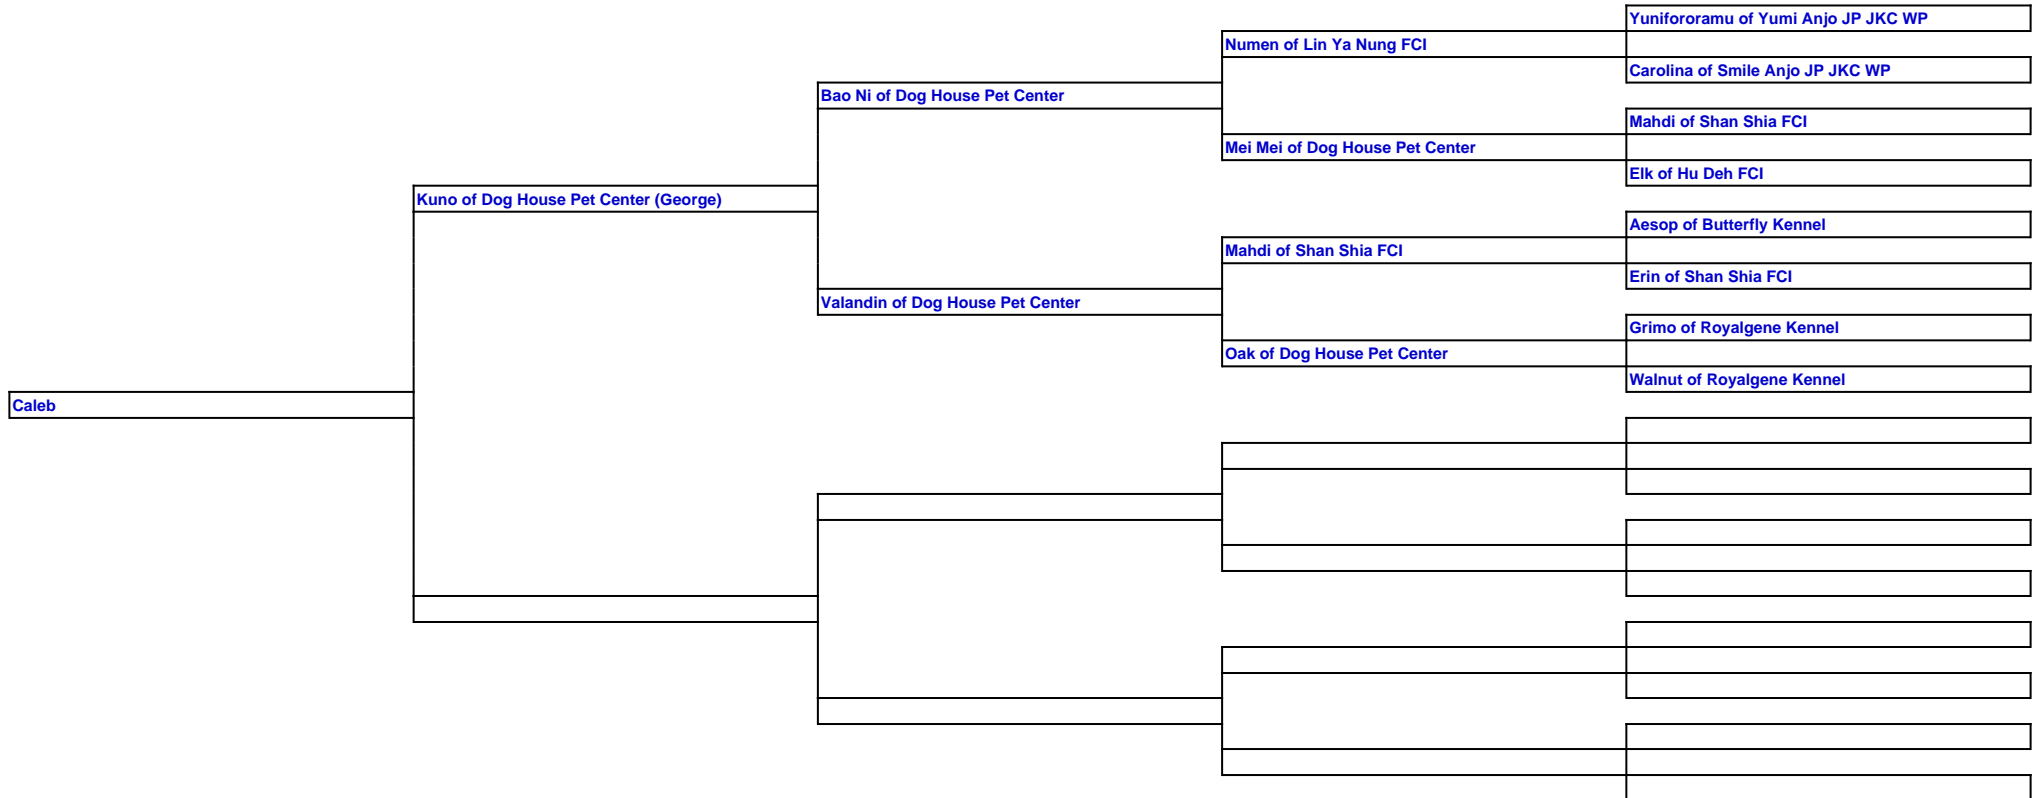 Yunifororamu of Yumi Anjo JP JKC WP
Numen of Lin Ya Nung FCI
Carolina of Smile Anjo JP JKC WP
Bao Ni of Dog House Pet Center
Mahdi of Shan Shia FCI
Mei Mei of Dog House Pet Center
Elk of Hu Deh FCI
Kuno of Dog House Pet Center (George)
Aesop of Butterfly Kennel
Mahdi of Shan Shia FCI
Erin of Shan Shia FCI
Valandin of Dog House Pet Center
Grimo of Royalgene Kennel
Oak of Dog House Pet Center
Walnut of Royalgene Kennel
Caleb